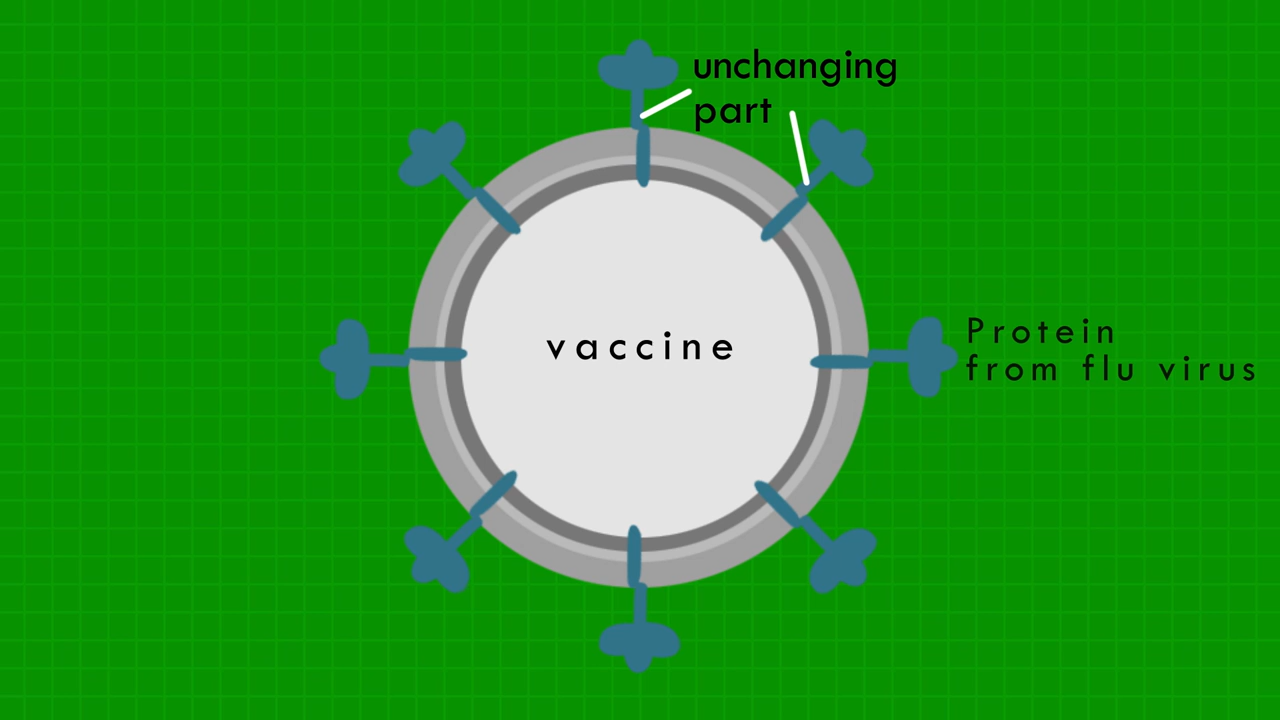 unchanging
part
vaccine
Protein
from flu virus